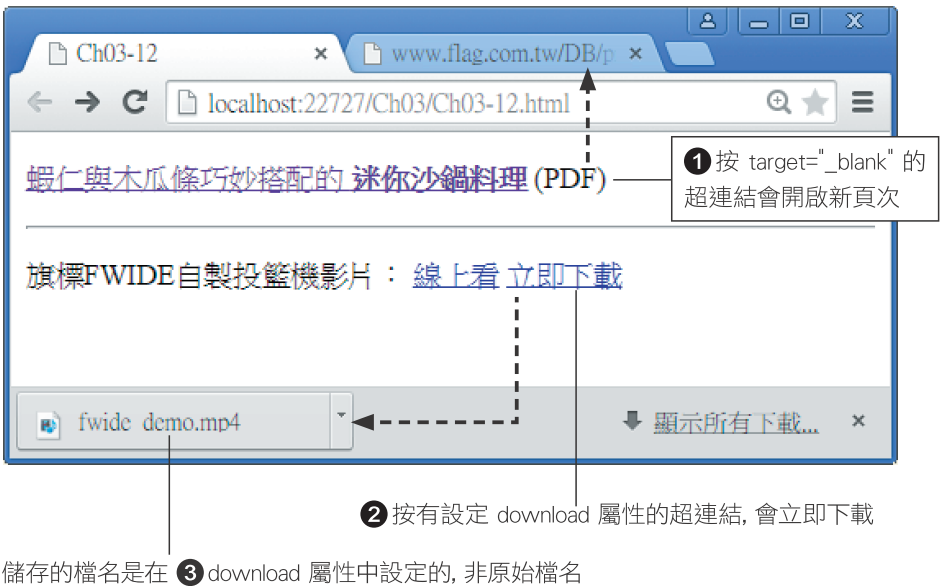 Ch03-12
www.flag.com.tw/DB/p
localhost:22727/Ch03/Ch03-12.html
蝦仁與木瓜條巧妙搭配的 迷你沙鍋料理 (PDF)
❶ 按 target="_blank" 的
超連結會開啟新頁次
旗標FWIDE自製投籃機影片： 線上看 立即下載
fwide demo.mp4
顯示所有下載...
❷ 按有設定 download 屬性的超連結, 會立即下載
儲存的檔名是在 ❸ download 屬性中設定的, 非原始檔名